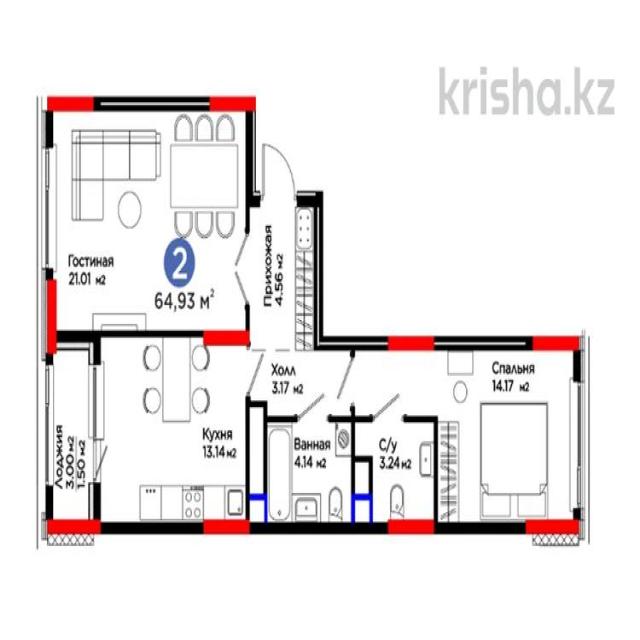 krisha.kz
Гостиная
21.01 м2
2
64,93 м2
Прихожая
4.56 м2
Холл
3.17 м2
Спальня
14.17 м2
Лоджия
3.00 м2
1.50 м2
Кухня
13.14 м2
Ванная
4.14 м2
С/у
3.24 м2